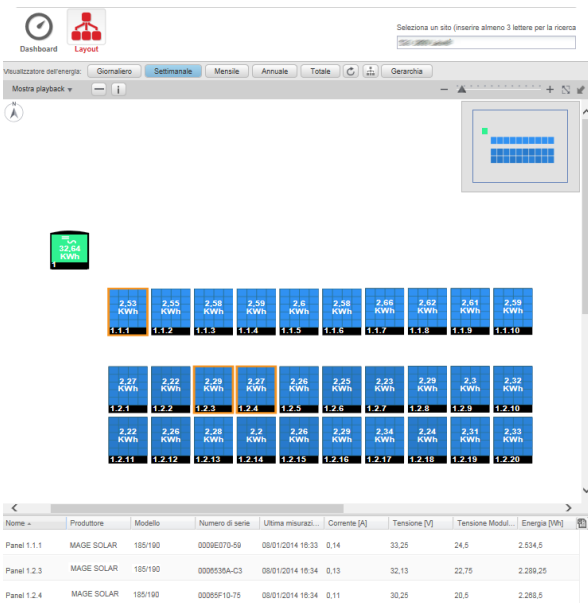 Dashboard Layout
Seleziona un sito (inserire almeno 3 lettere per la ricerca
Visualizzatore dell'energia: Giornaliero Settimanale Mensile Annuale Totale Gerarchia
Mostra playback
N
32,64 KWh
1
2,53 KWh 2,55 KWh 2,58 KWh 2,59 KWh 2,6 KWh 2,58 KWh 2,66 KWh 2,62 KWh 2,61 KWh 2,59 KWh
1.1.1 1.1.2 1.1.3 1.1.4 1.1.5 1.1.6 1.1.7 1.1.8 1.1.9 1.1.10
2,27 KWh 2,22 KWh 2,29 KWh 2,27 KWh 2,26 KWh 2,25 KWh 2,23 KWh 2,29 KWh 2,3 KWh 2,32 KWh
1.2.1 1.2.2 1.2.3 1.2.4 1.2.5 1.2.6 1.2.7 1.2.8 1.2.9 1.2.10
2,22 KWh 2,26 KWh 2,28 KWh 2,2 KWh 2,26 KWh 2,29 KWh 2,34 KWh 2,24 KWh 2,31 KWh 2,33 KWh
1.2.11 1.2.12 1.2.13 1.2.14 1.2.15 1.2.16 1.2.17 1.2.18 1.2.19 1.2.20
Nome Produttore Modello Numero di serie Ultima misurazi... Corrente [A] Tensione [V] Tensione Modul... Energia [Wh]
Panel 1.1.1 MAGE SOLAR 185/190 0009E070-59 08/01/2014 16:33 0,14 33,25 24,5 2.534,5
Panel 1.2.3 MAGE SOLAR 185/190 0006536A-C3 08/01/2014 16:34 0,13 32,13 22,75 2.289,25
Panel 1.2.4 MAGE SOLAR 185/190 00065F10-75 08/01/2014 16:34 0,11 30,25 20,5 2.268,5